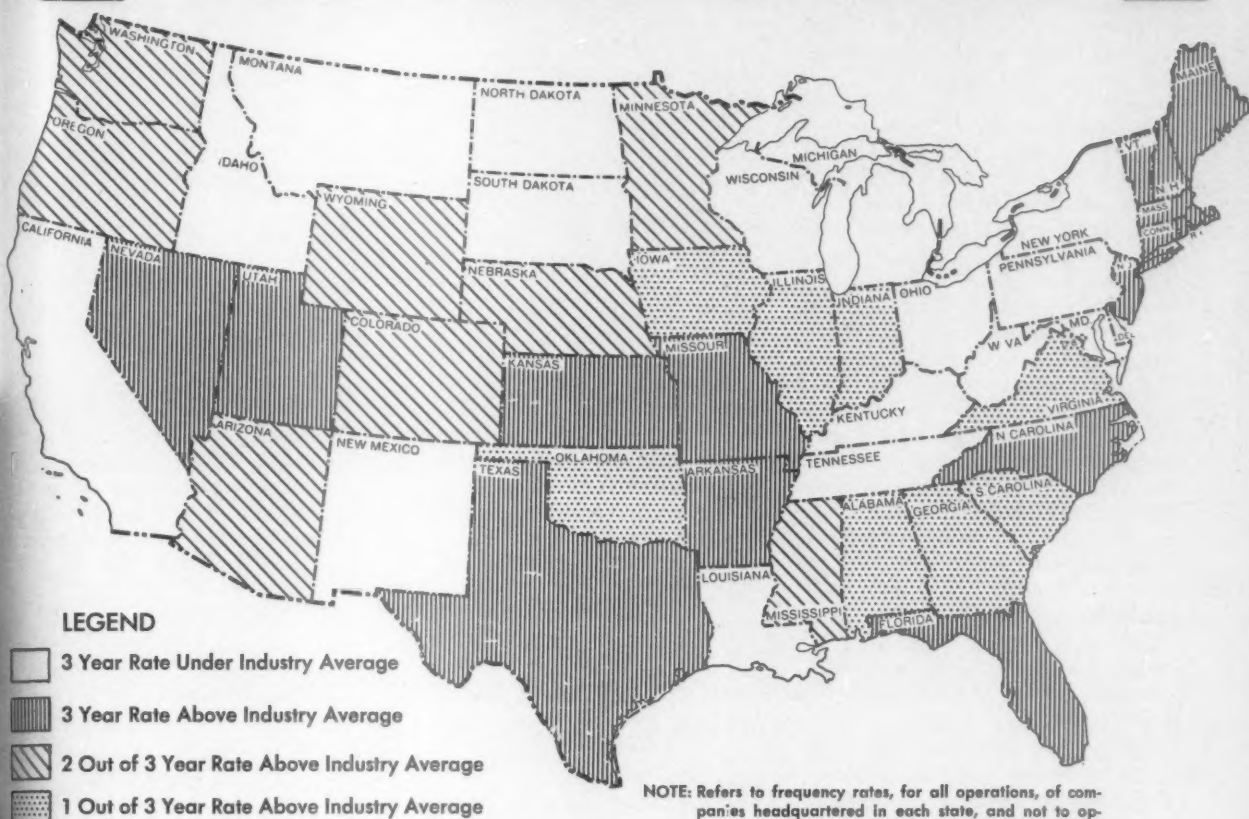 WASHINGTON
MONTANA
NORTH DAKOTA
MINNESOTA
MAINE
OREGON
IDAHO
SOUTH DAKOTA
WISCONSIN
MICHIGAN
VT.
N H
WYOMING
MASS.
CONN.
R.
CALIFORNIA
NEVADA
UTAH
NEBRASKA
IOWA
ILLINOIS
INDIANA
OHIO
NEW YORK
PENNSYLVANIA
N J
COLORADO
KANSAS
MISSOURI
W VA
MD.
DEL
KENTUCKY
VIRGINIA
ARIZONA
NEW MEXICO
TEXAS
OKLAHOMA
ARKANSAS
TENNESSEE
N CAROLINA
S CAROLINA
ALABAMA
GEORGIA
LOUISIANA
MISSISSIPPI
FLORIDA
LEGEND
3 Year Rate Under Industry Average
3 Year Rate Above Industry Average
2 Out of 3 Year Rate Above Industry Average
1 Out of 3 Year Rate Above Industry Average
NOTE: Refers to frequency rates, for all operations, of com-
panies headquartered in each state, and not to op-